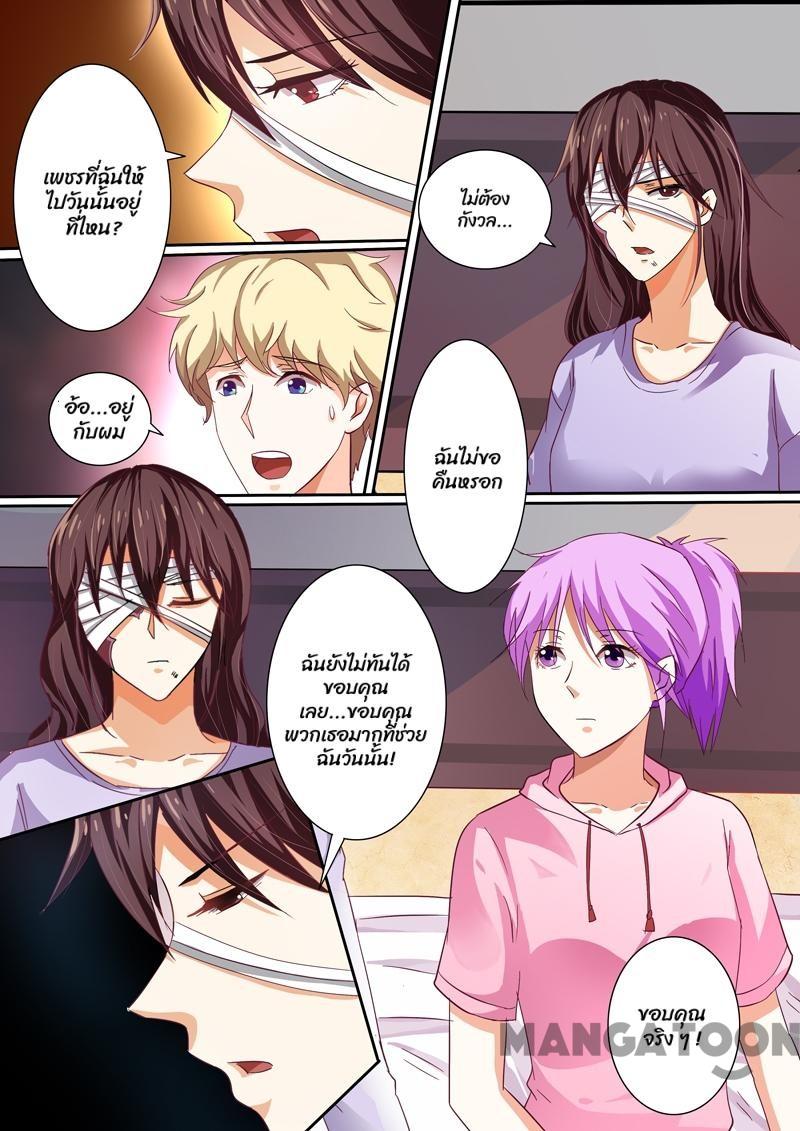 เพชรที่ฉันให้
ไปวันนั้นอยู่
ที่ไหน?
อ้อ...อยู่
กับผม
ไม่ต้อง
กังวล...
ฉันไม่ขอ
คืนหรอก
ฉันยังไม่ทันได้
ขอบคุณ
เลย...ขอบคุณ
พวกเธอมากที่ช่วย
ฉันวันนั้น!
ขอบคุณ
จริงๆ!
MANGATOON